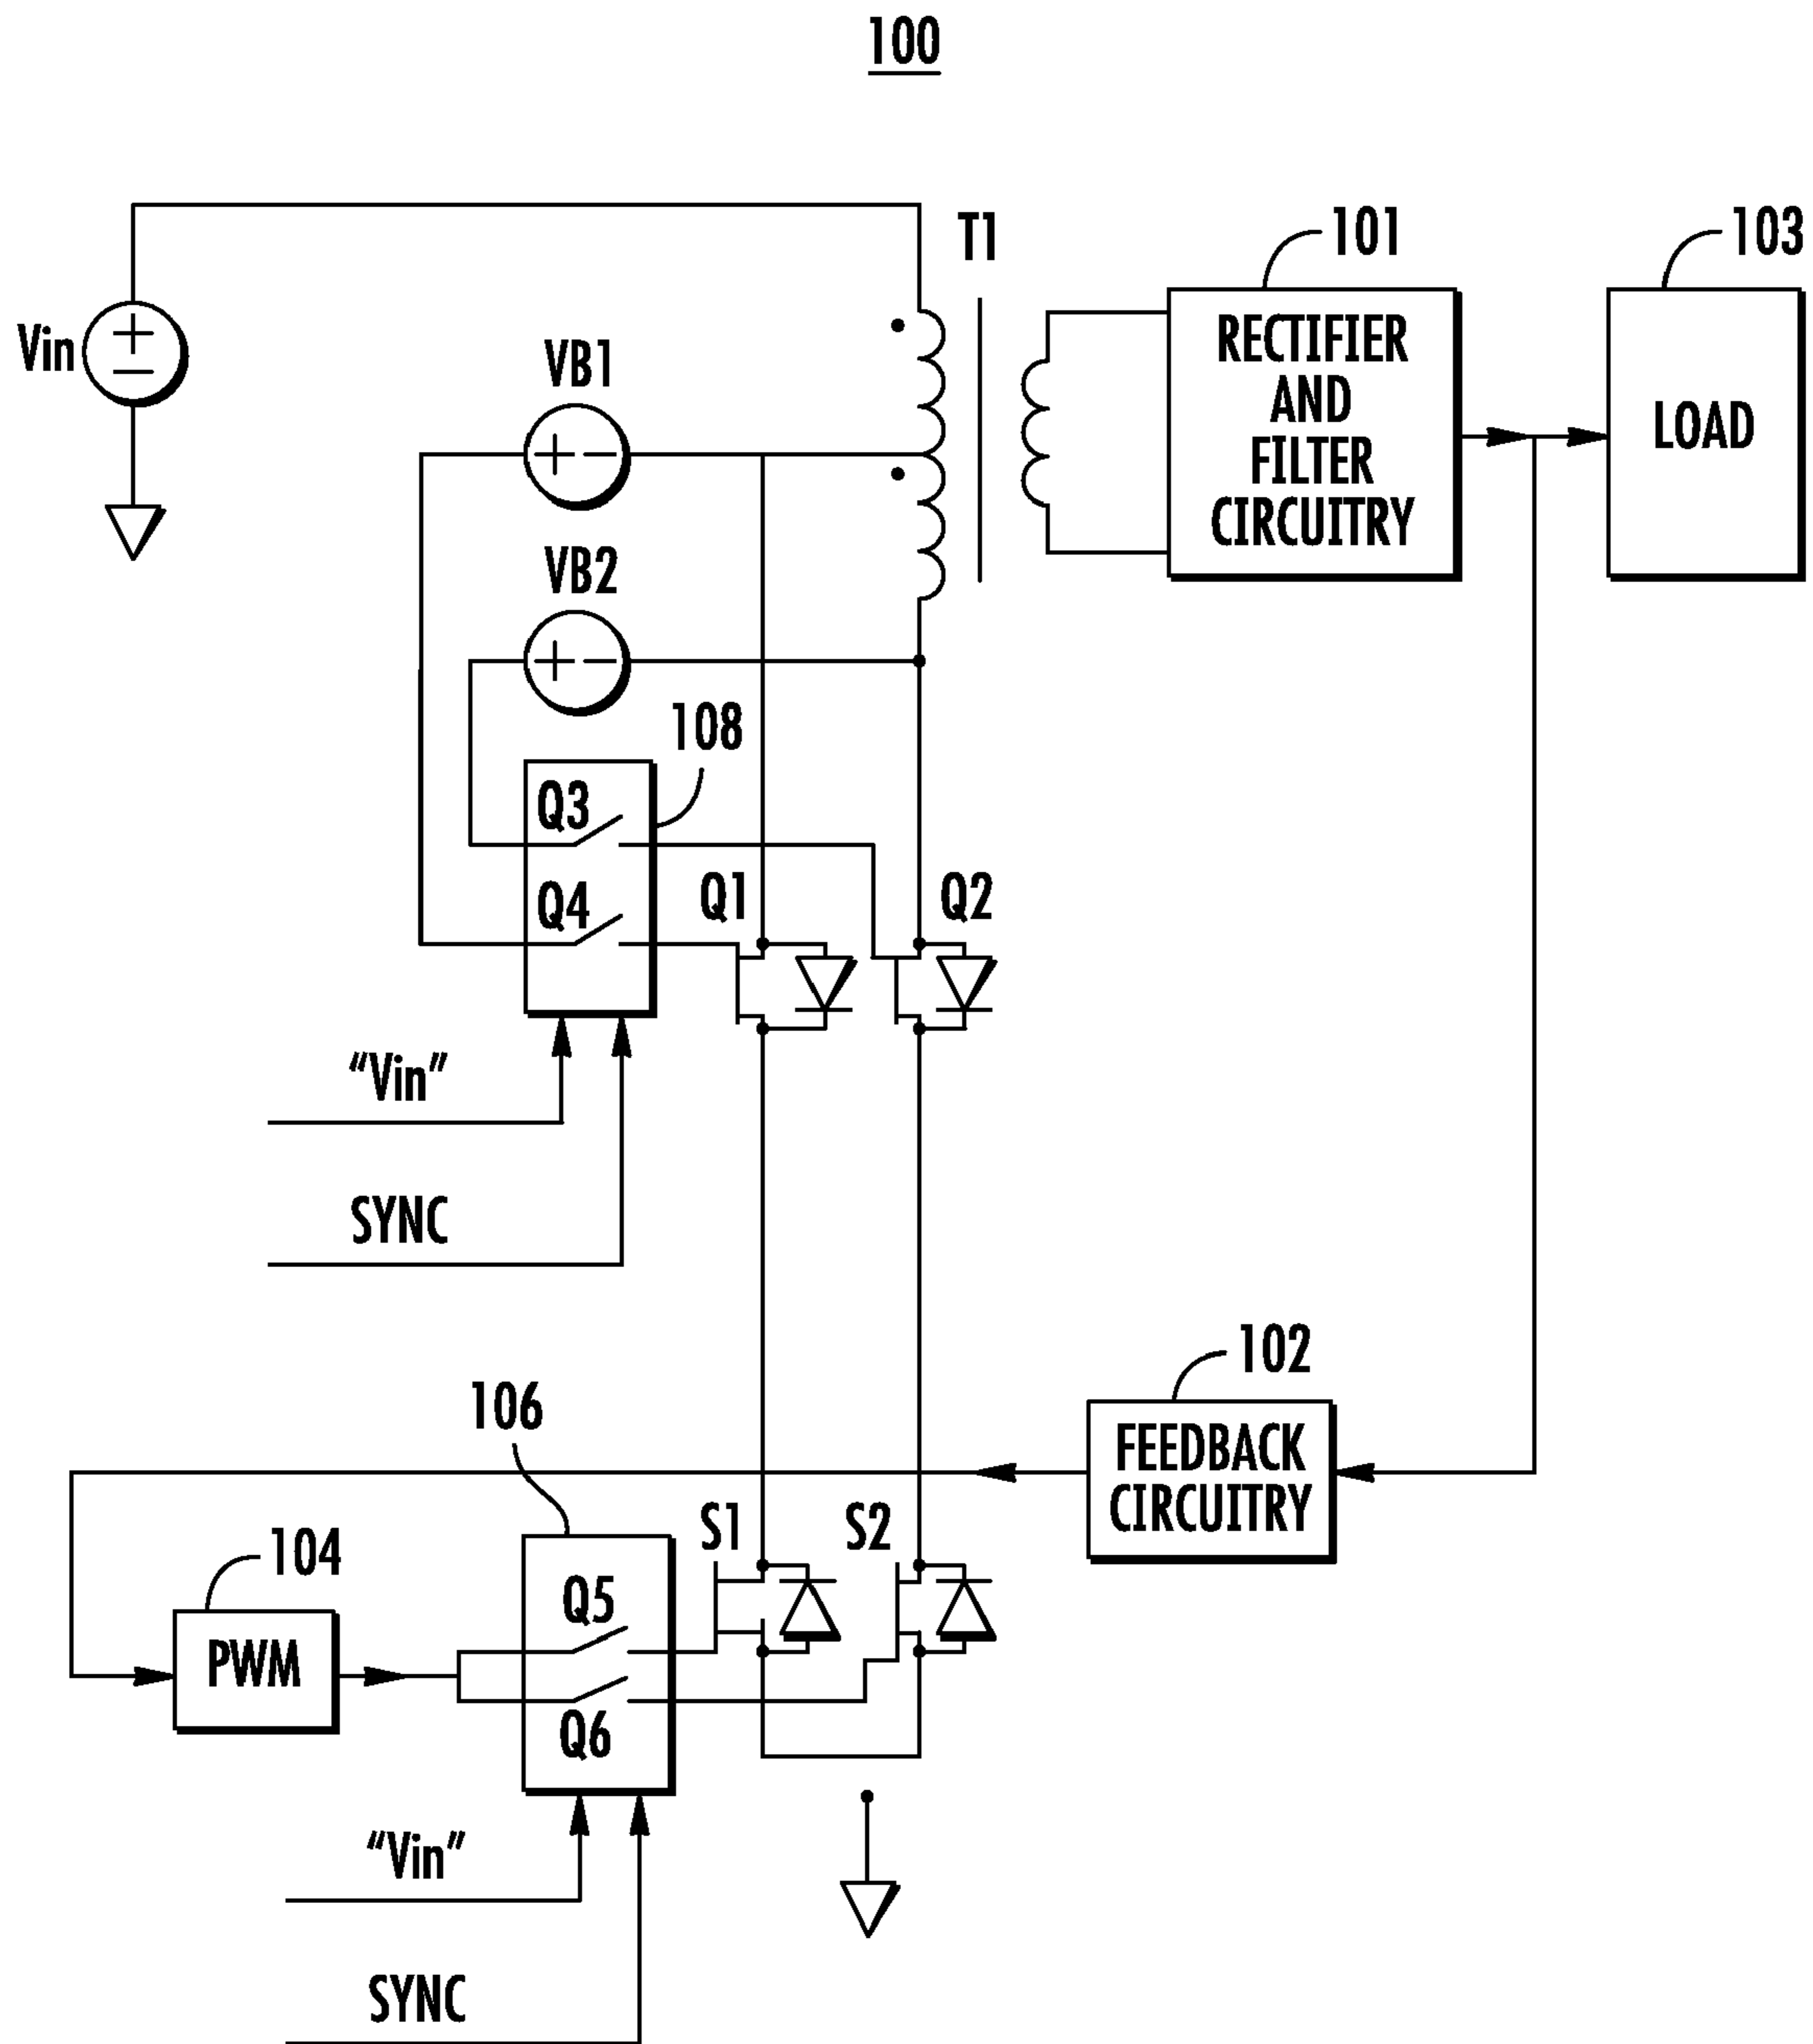 100
T1
101
103
Vin
+
−
VB1
+ −
RECTIFIER
AND
FILTER
CIRCUITRY
LOAD
VB2
+ −
108
Q3
Q4
Q1
Q2
"Vin"
SYNC
102
FEEDBACK
CIRCUITRY
106
104
PWM
Q5
Q6
S1
S2
"Vin"
SYNC